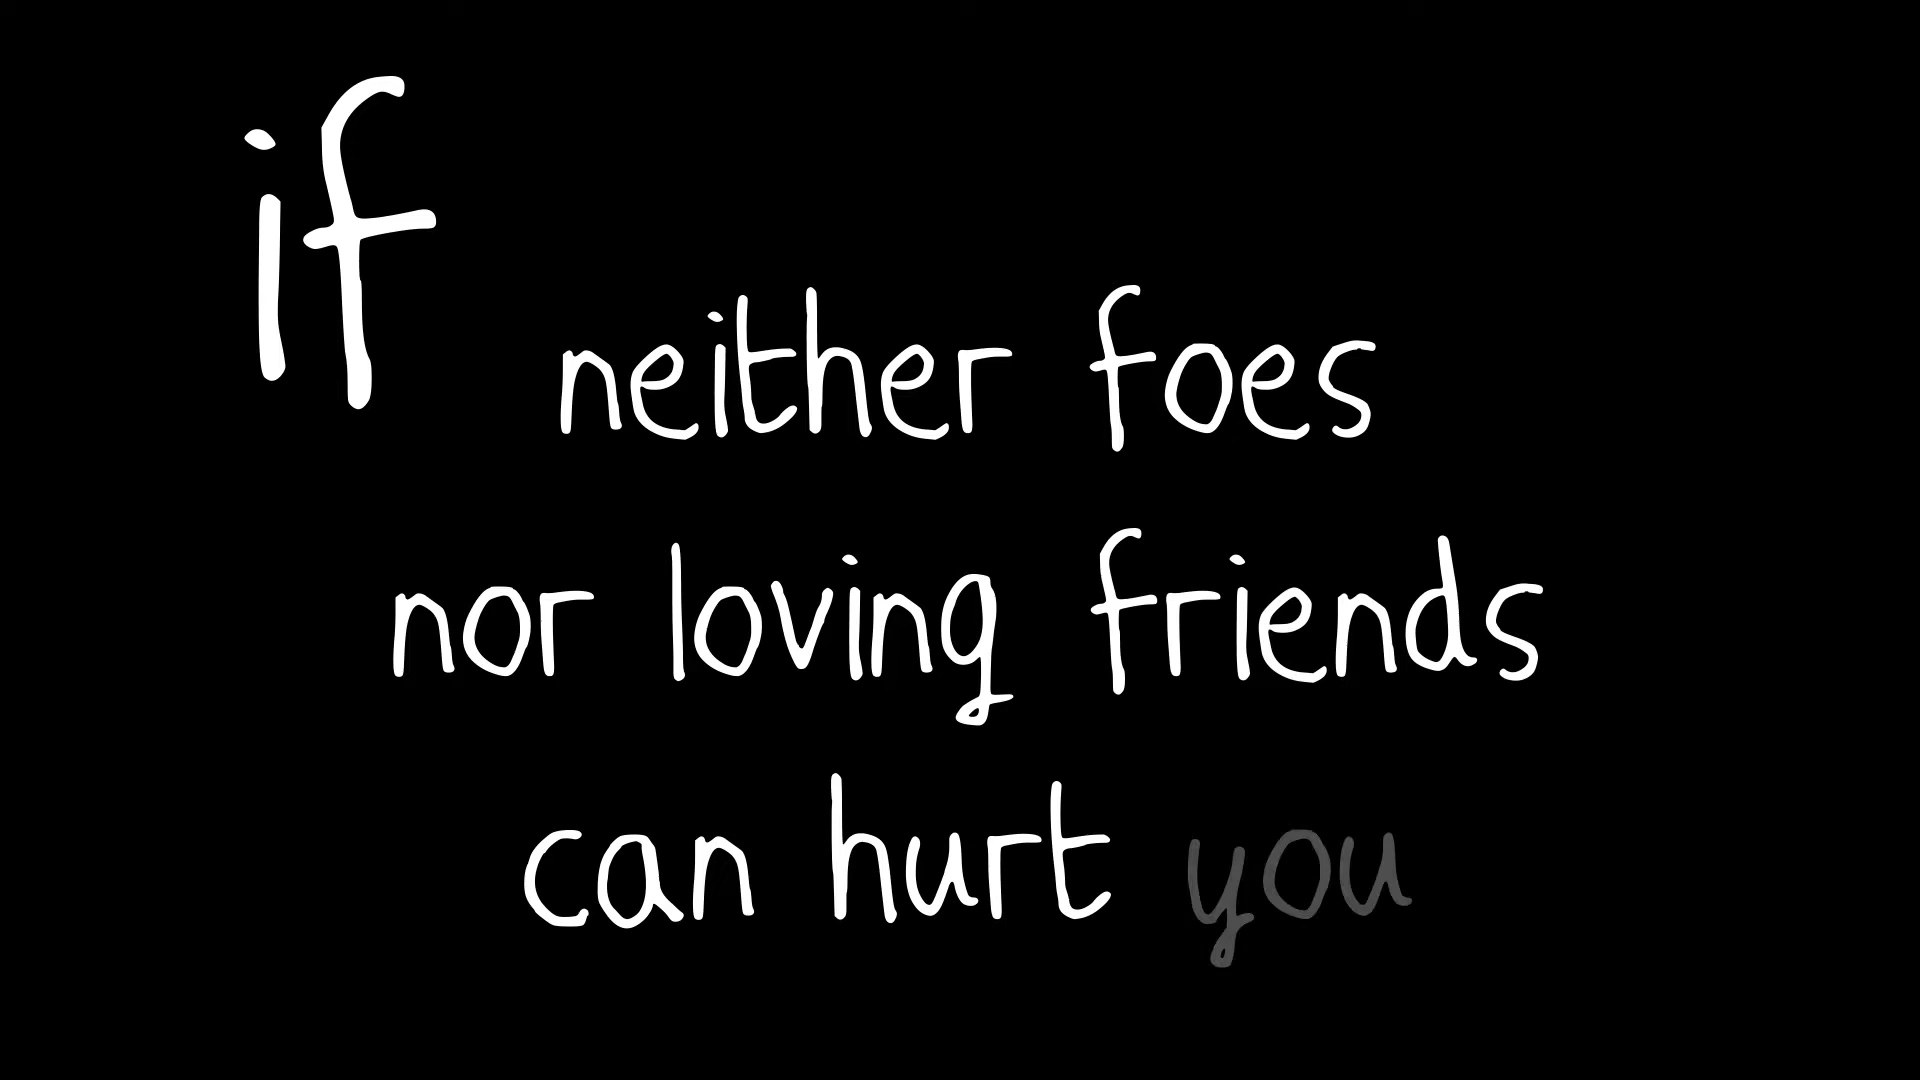 if
neither foes
nor loving friends
can hurt you